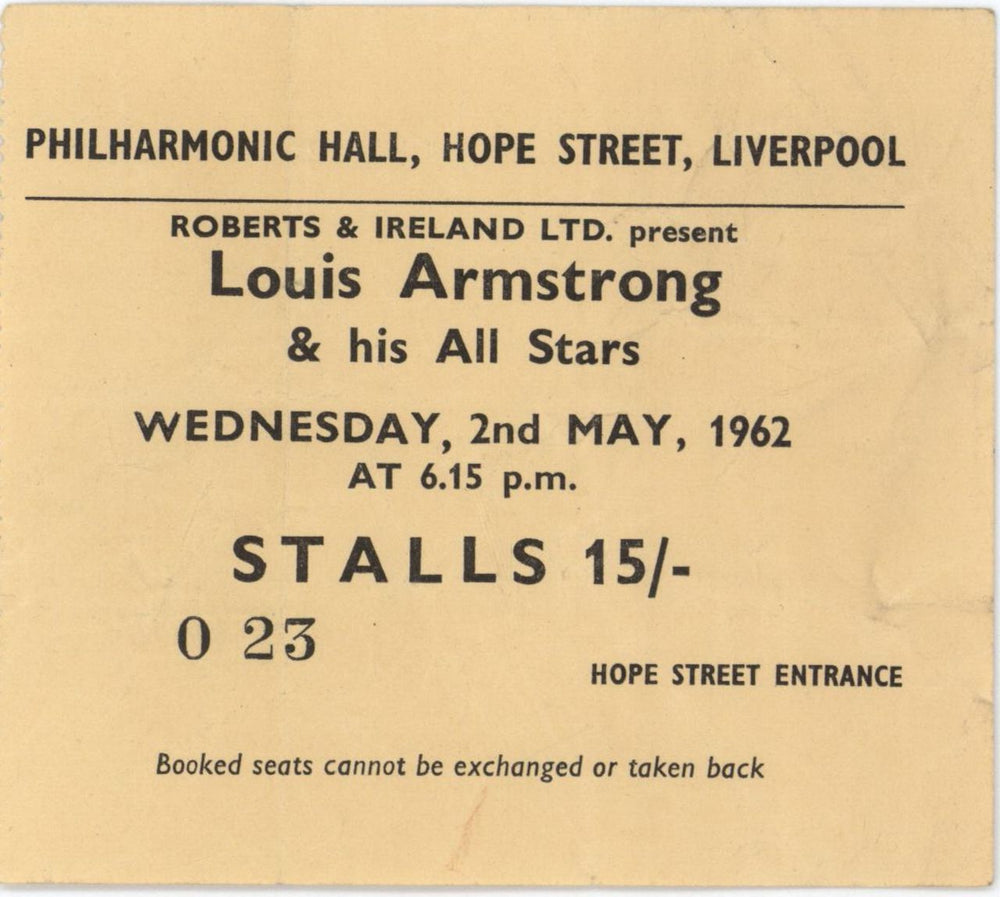 PHILHARMONIC HALL, HOPE STREET, LIVERPOOL
ROBERTS & IRELAND LTD. present
Louis Armstrong
& his All Stars
WEDNESDAY, 2nd MAY, 1962
AT 6.15 p.m.
STALLS 15/-
O 23
HOPE STREET ENTRANCE
Booked seats cannot be exchanged or taken back